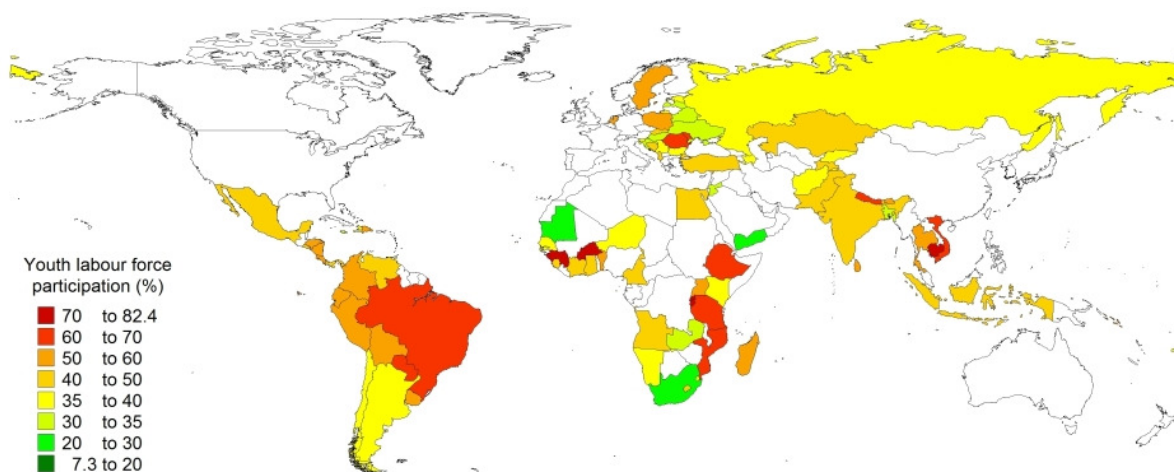 Youth labour force
participation (%)
70 to 82.4
60 to 70
50 to 60
40 to 50
35 to 40
30 to 35
20 to 30
7.3 to 20